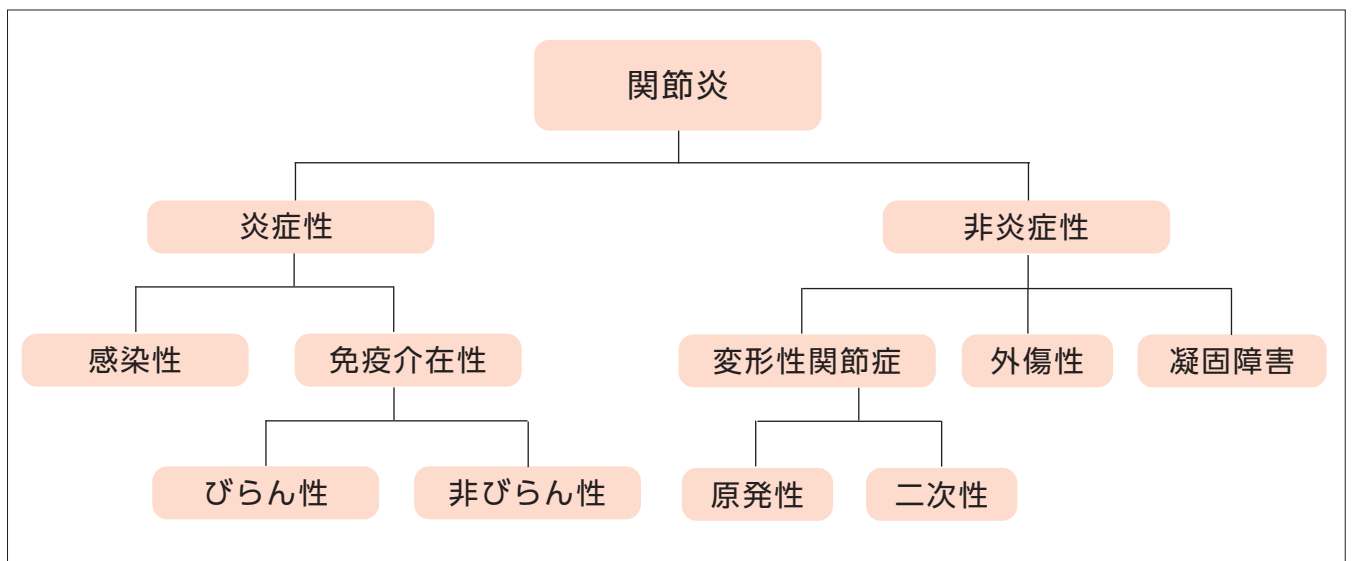 関節炎
炎症性
非炎症性
感染性
免疫介在性
変形性関節症
外傷性
凝固障害
びらん性
非びらん性
原発性
二次性